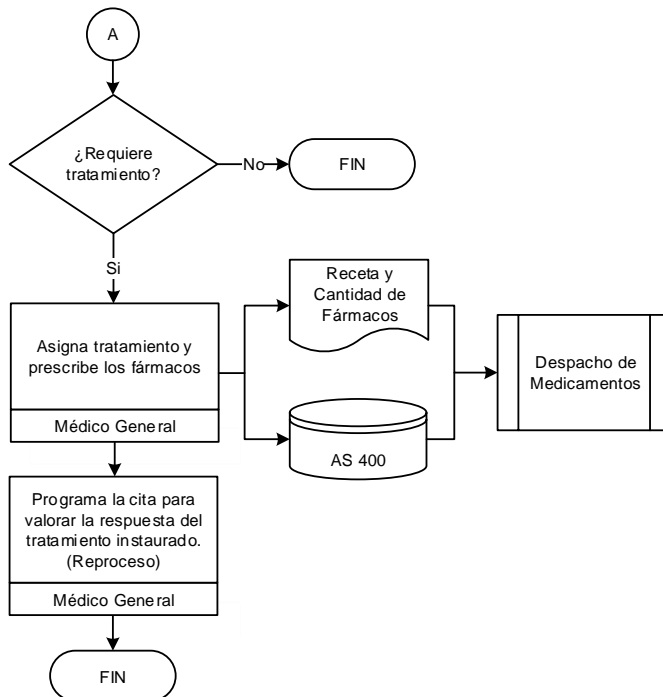 A
¿Requiere
tratamiento?
No
FIN
Si
Asigna tratamiento y
prescribe los fármacos
Médico General
Receta y
Cantidad de
Fármacos
AS 400
Despacho de
Medicamentos
Programa la cita para
valorar la respuesta del
tratamiento instaurado.
(Reproceso)
Médico General
FIN